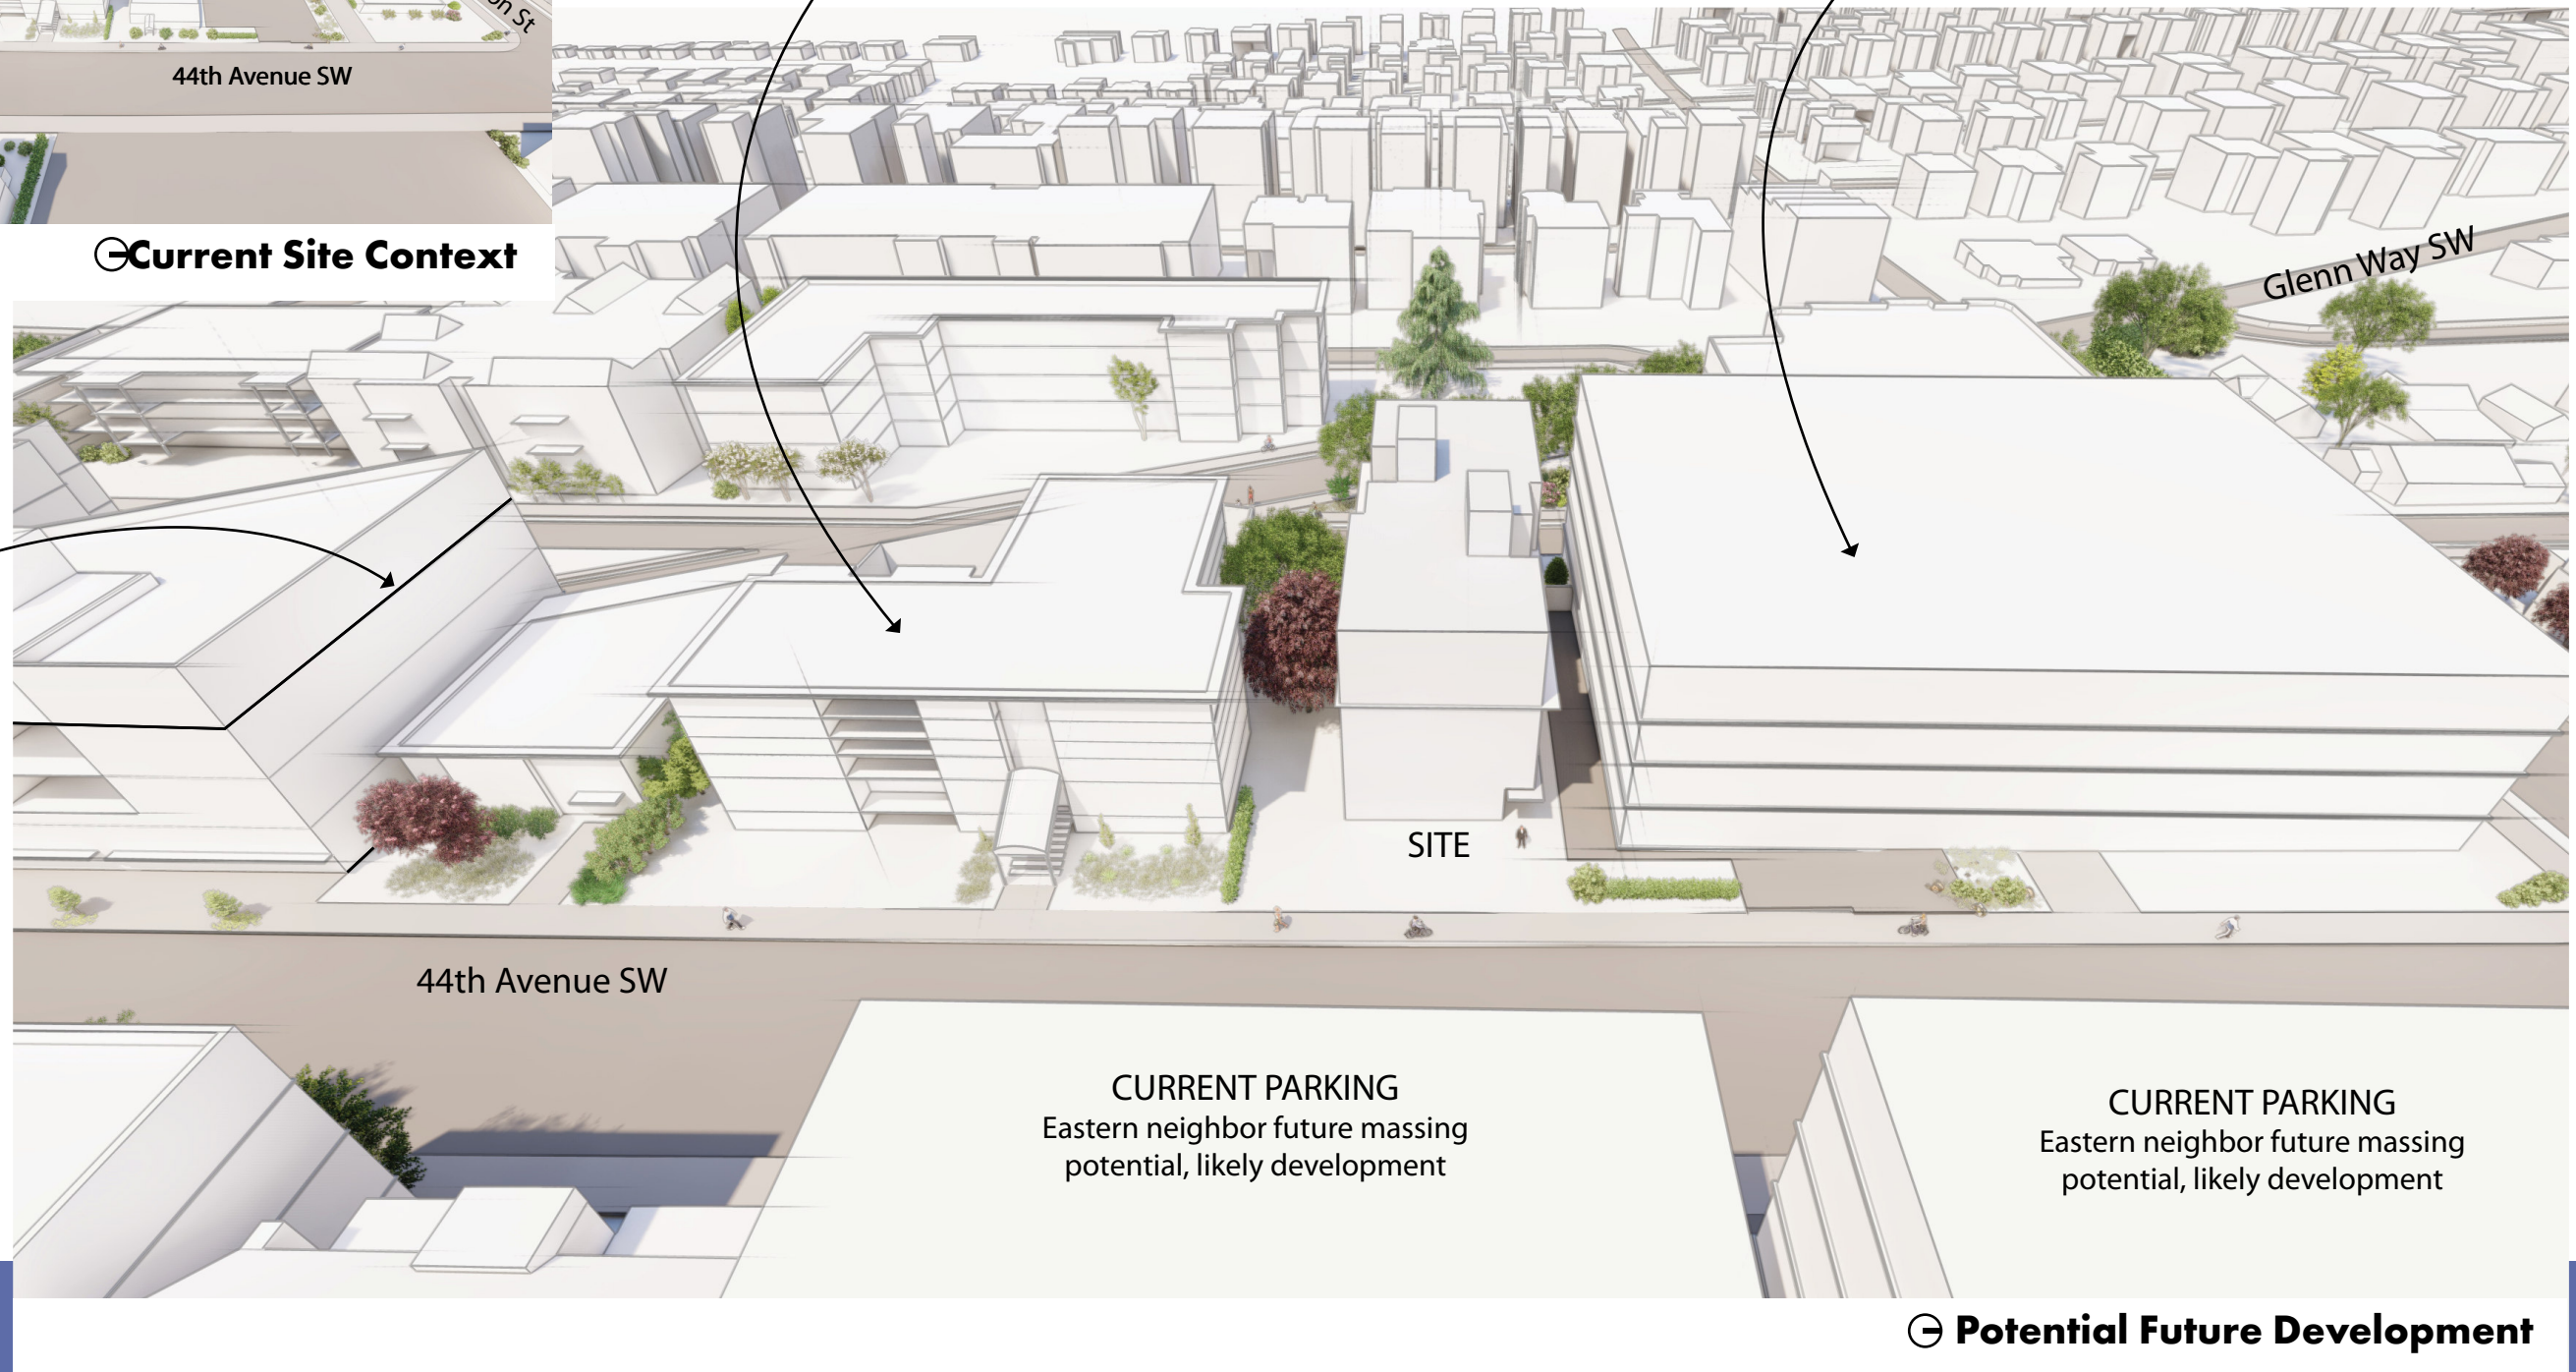 44th Avenue SW
Current Site Context
Glenn Way SW
SITE
44th Avenue SW
CURRENT PARKING
Eastern neighbor future massing
potential, likely development
CURRENT PARKING
Eastern neighbor future massing
potential, likely development
Potential Future Development